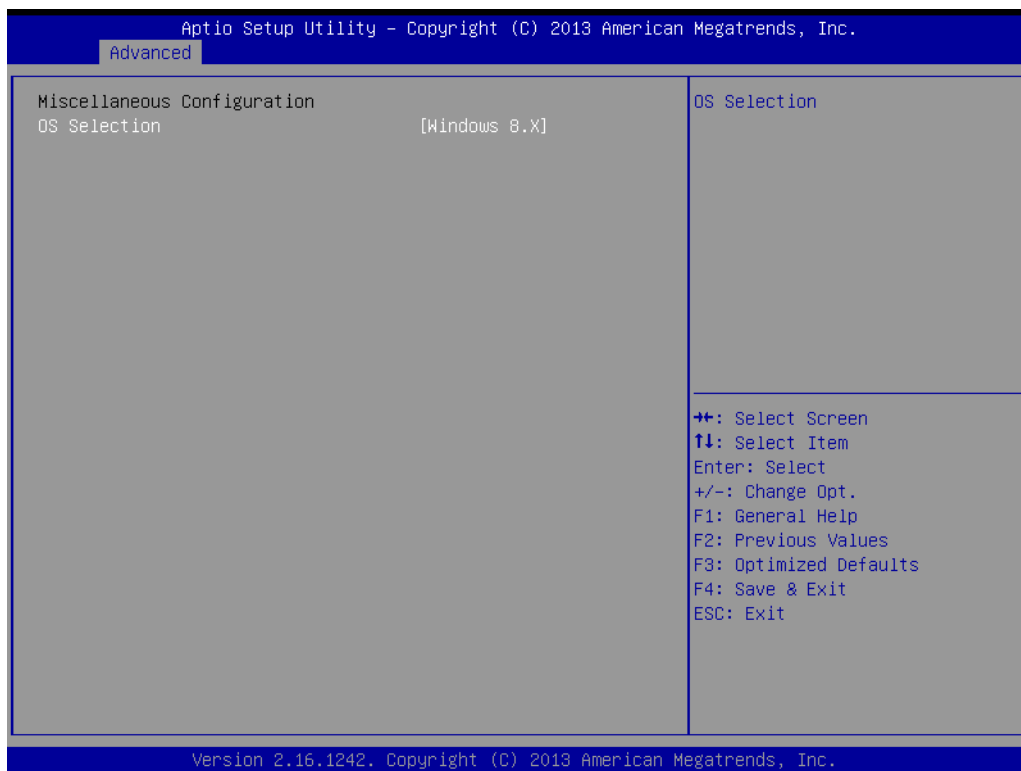 Aptio Setup Utility – Copyright (C) 2013 American Megatrends, Inc.
Advanced
Miscellaneous Configuration
OS Selection [Windows 8.X]
OS Selection
→←: Select Screen
↑↓: Select Item
Enter: Select
+/-: Change Opt.
F1: General Help
F2: Previous Values
F3: Optimized Defaults
F4: Save & Exit
ESC: Exit
Version 2.16.1242. Copyright (C) 2013 American Megatrends, Inc.